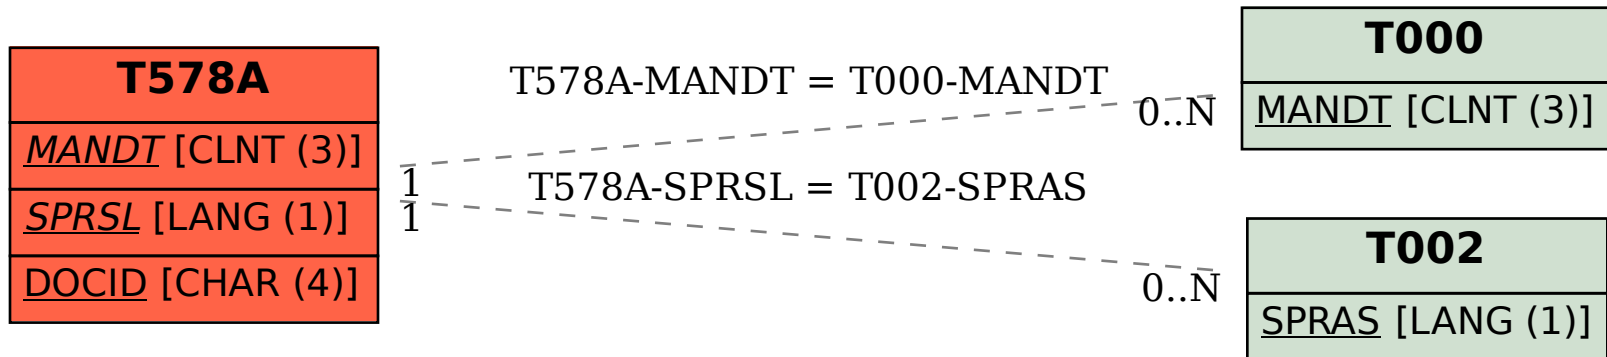 T578A
MANDT [CLNT (3)]
SPRSL [LANG (1)]
DOCID [CHAR (4)]
T578A-MANDT = T000-MANDT
0..N
1
T578A-SPRSL = T002-SPRAS
1
0..N
T000
MANDT [CLNT (3)]
T002
SPRAS [LANG (1)]